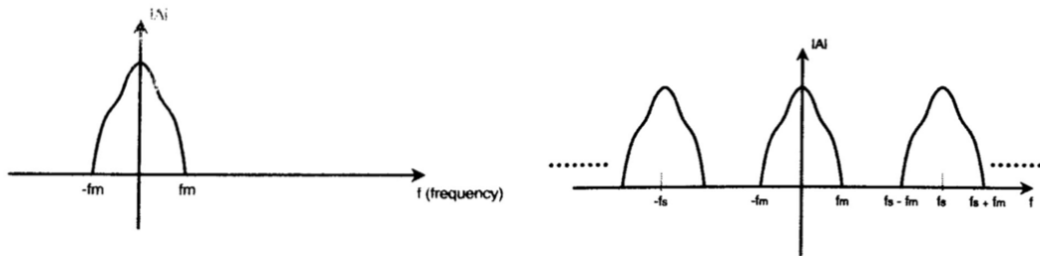 |A|
-fm
fm
f (frequency)
|A|
-fs
-fm
fm
fs - fm
fs
fs + fm
f